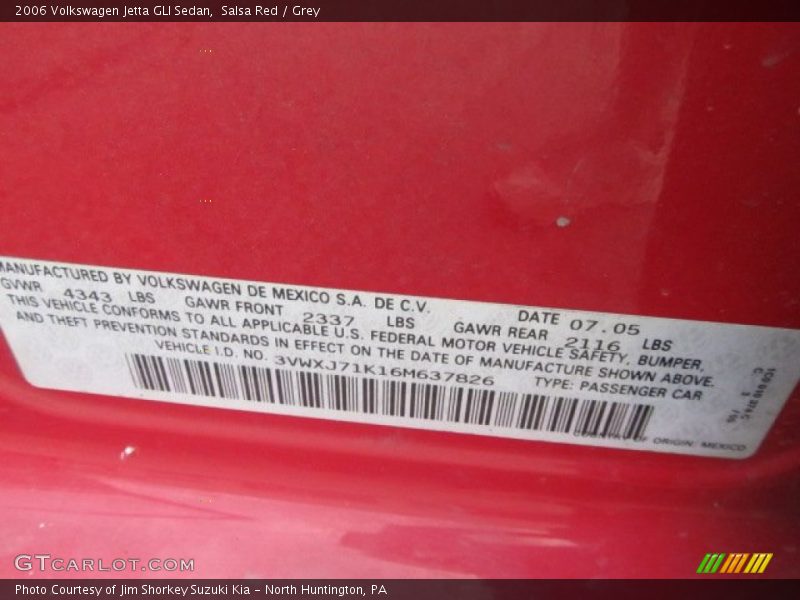 2006 Volkswagen Jetta GLI Sedan, Salsa Red / Grey
MANUFACTURED BY VOLKSWAGEN DE MEXICO S.A. DE C.V. DATE 07.05
GVWR 4343 LBS GAWR FRONT 2337 LBS GAWR REAR 2116 LBS
THIS VEHICLE CONFORMS TO ALL APPLICABLE U.S. FEDERAL MOTOR VEHICLE SAFETY, BUMPER,
AND THEFT PREVENTION STANDARDS IN EFFECT ON THE DATE OF MANUFACTURE SHOWN ABOVE.
VEHICLE I.D. NO. 3VWXJ71K16M637826 TYPE: PASSENGER CAR
COUNTRY OF ORIGIN: MEXICO
GTCARLOT.COM
Photo Courtesy of Jim Shorkey Suzuki Kia - North Huntington, PA